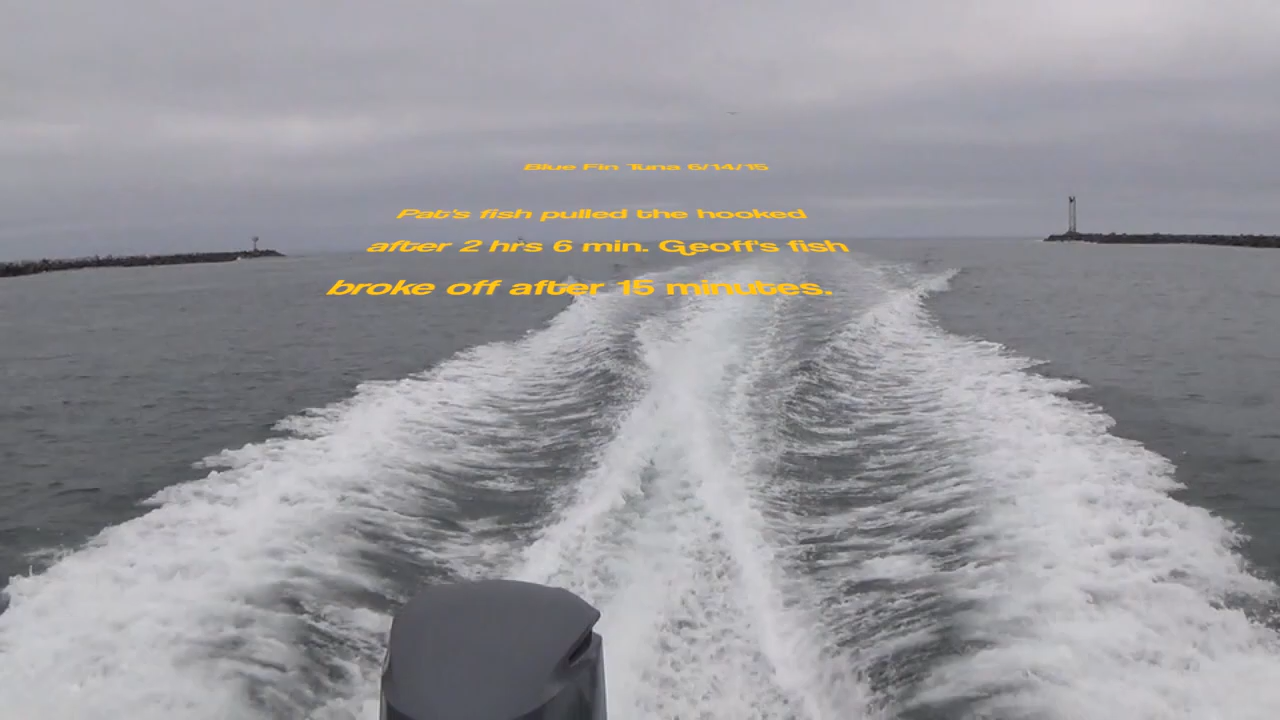 Blue Fin Tuna 6/14/15
Pat's fish pulled the hooked
after 2 hrs 6 min. Geoff's fish
broke off after 15 minutes.